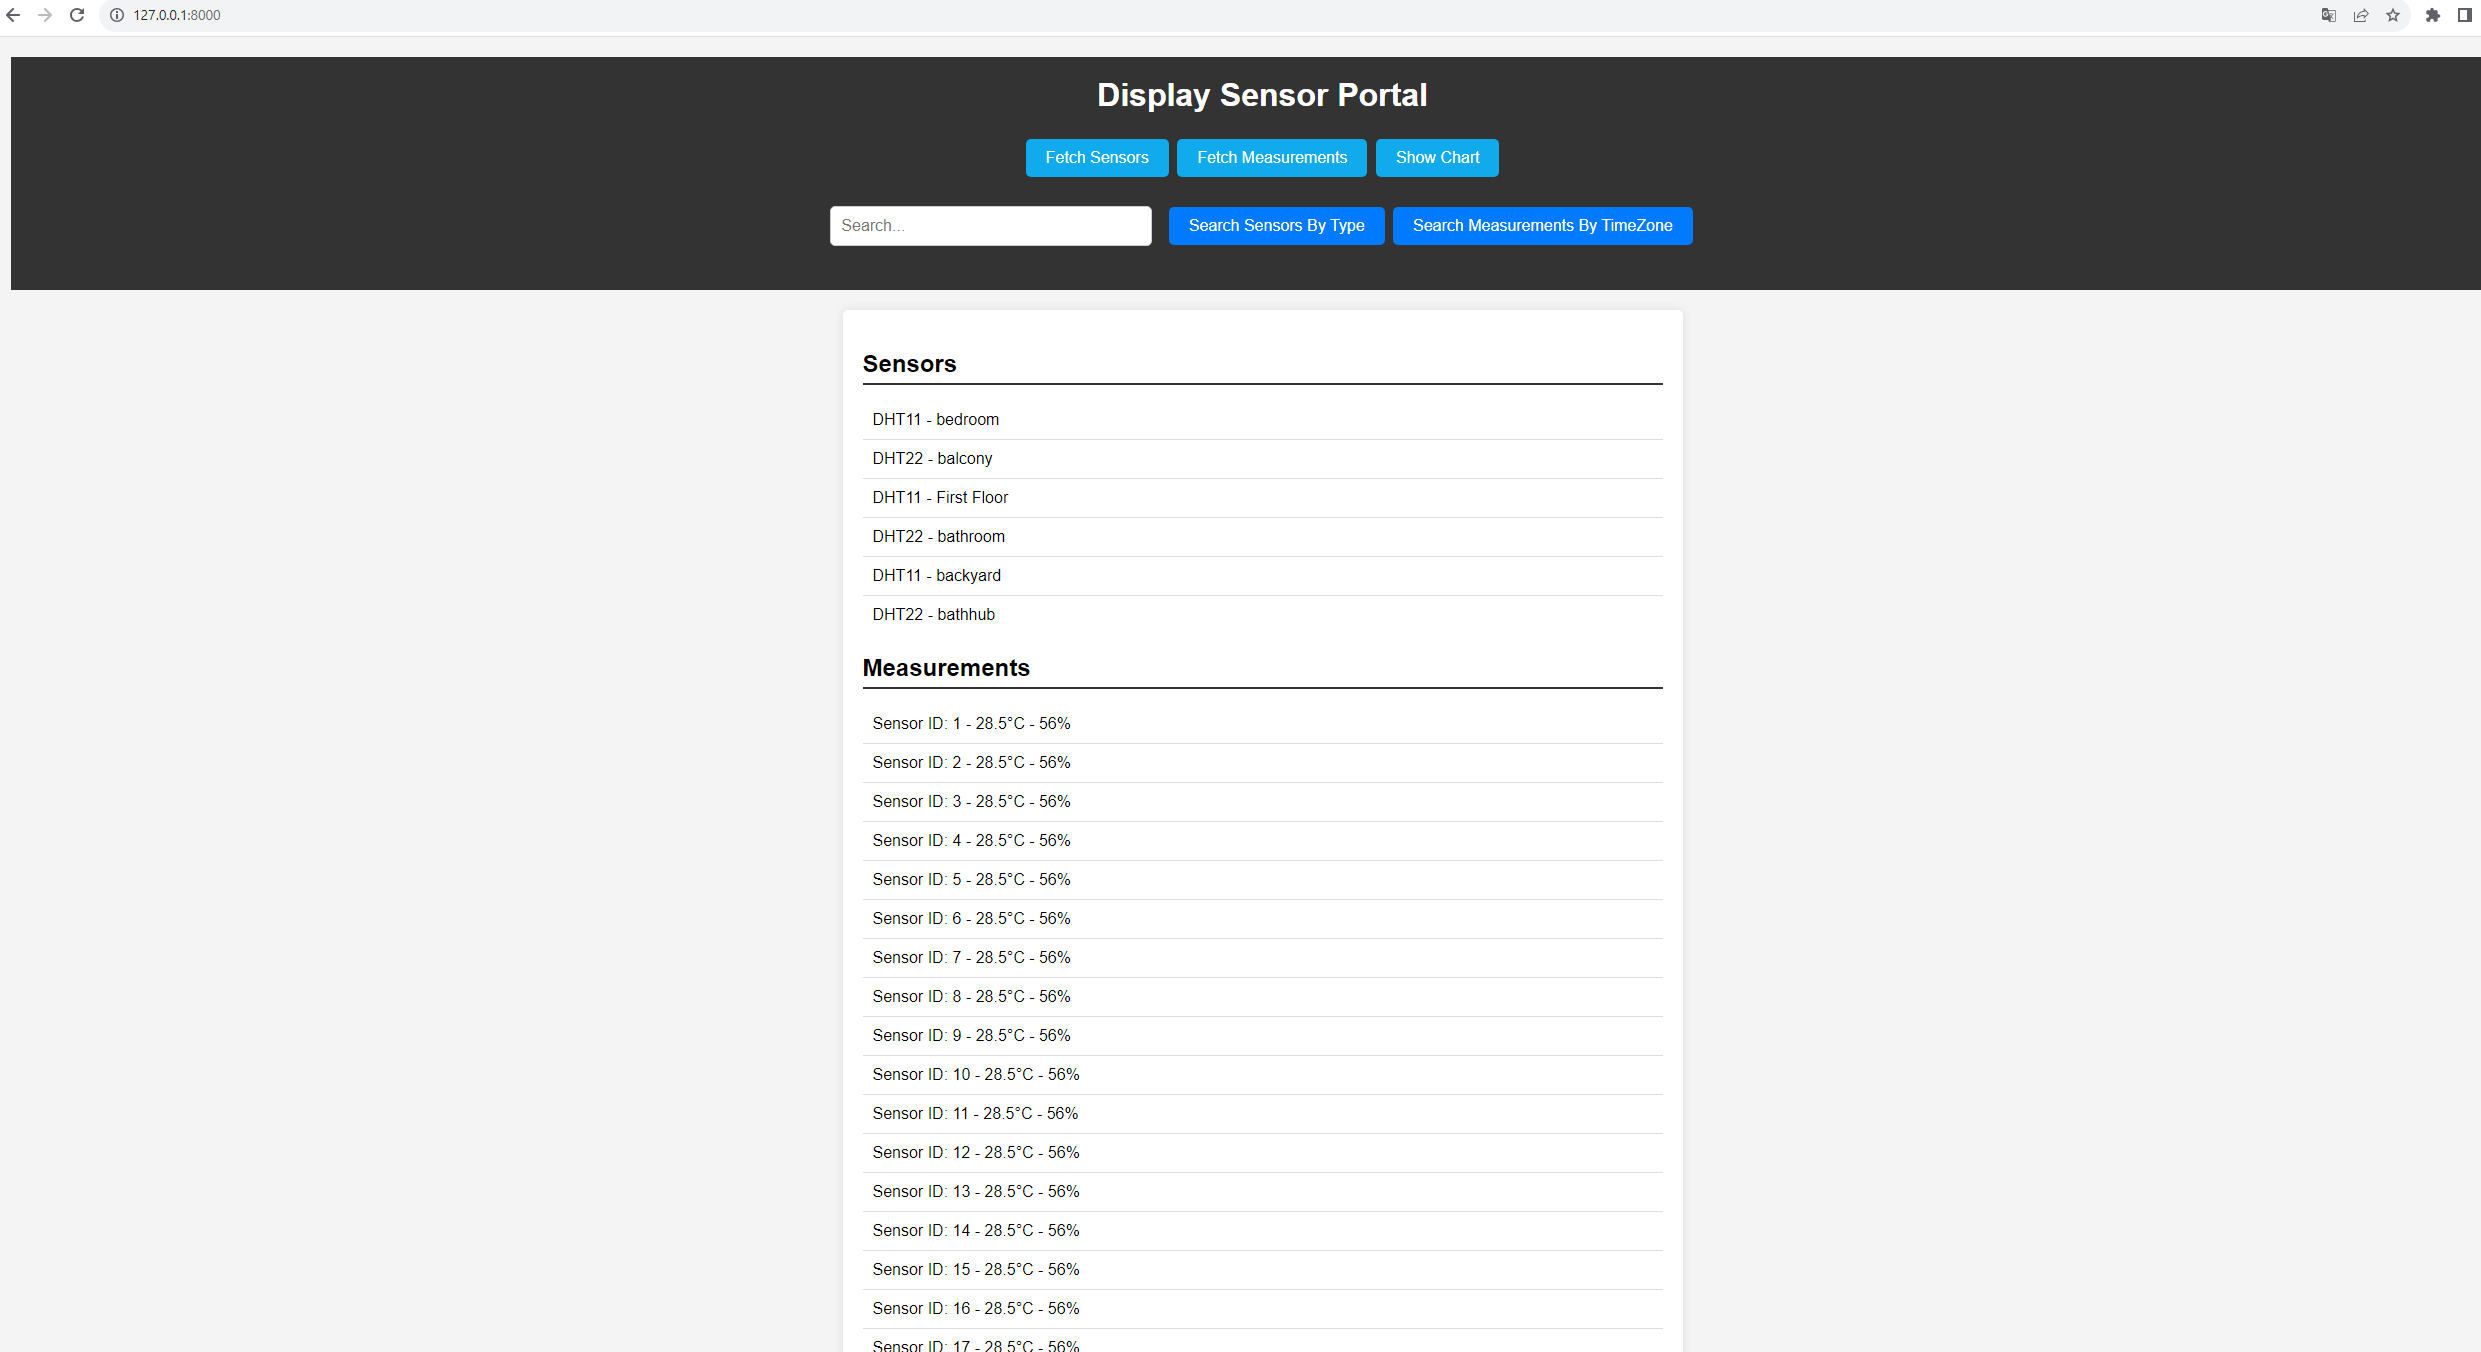 127.0.0.1:8000
Display Sensor Portal
Fetch Sensors Fetch Measurements Show Chart
Search... Search Sensors By Type Search Measurements By TimeZone
Sensors
DHT11 - bedroom
DHT22 - balcony
DHT11 - First Floor
DHT22 - bathroom
DHT11 - backyard
DHT22 - bathhub
Measurements
Sensor ID: 1 - 28.5°C - 56%
Sensor ID: 2 - 28.5°C - 56%
Sensor ID: 3 - 28.5°C - 56%
Sensor ID: 4 - 28.5°C - 56%
Sensor ID: 5 - 28.5°C - 56%
Sensor ID: 6 - 28.5°C - 56%
Sensor ID: 7 - 28.5°C - 56%
Sensor ID: 8 - 28.5°C - 56%
Sensor ID: 9 - 28.5°C - 56%
Sensor ID: 10 - 28.5°C - 56%
Sensor ID: 11 - 28.5°C - 56%
Sensor ID: 12 - 28.5°C - 56%
Sensor ID: 13 - 28.5°C - 56%
Sensor ID: 14 - 28.5°C - 56%
Sensor ID: 15 - 28.5°C - 56%
Sensor ID: 16 - 28.5°C - 56%
Sensor ID: 17 - 28.5°C - 56%